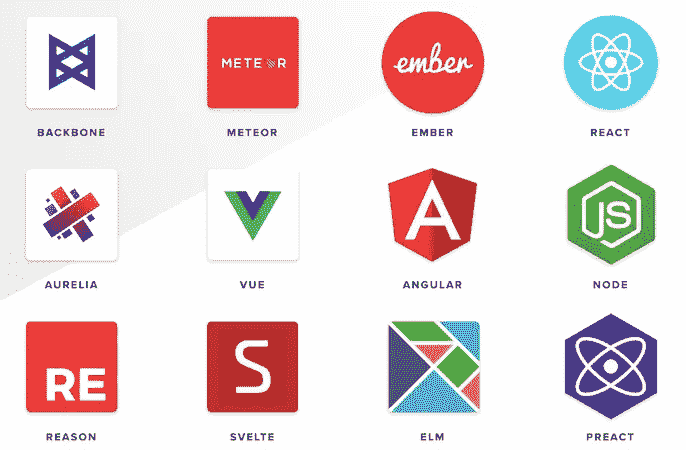 METEOR
ember
BACKBONE
METEOR
EMBER
REACT
A
JS
AURELIA
VUE
ANGULAR
NODE
RE
S
REASON
SVELTE
ELM
PREACT